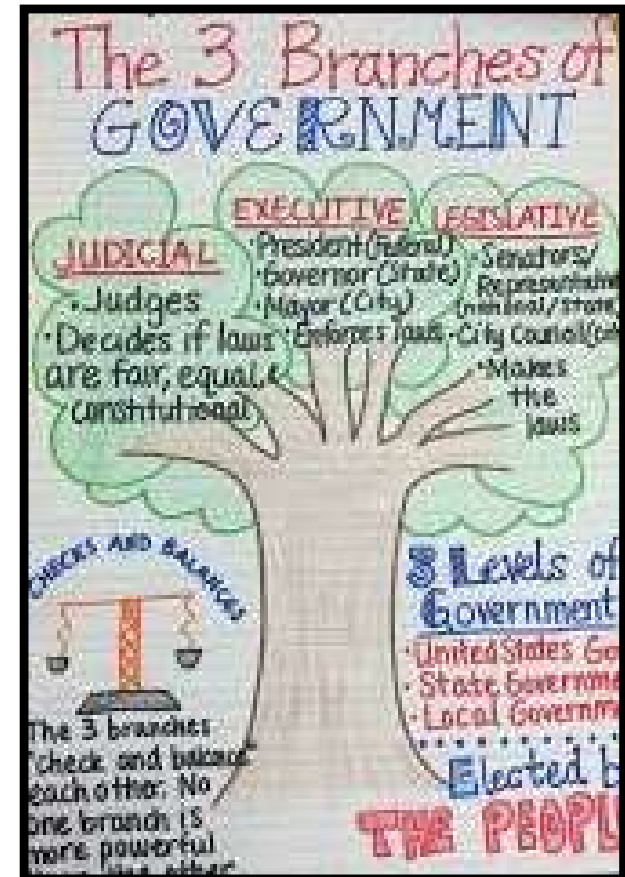 The 3 Branches of
GOVERNMENT
JUDICIAL
• Judges
• Decides if laws
are fair, equal &
constitutional
EXECUTIVE
• President (Federal)
• Governor (State)
• Mayor (City)
• Enforces laws
LEGISLATIVE
• Senators/
(national/state)
• City Council
• Makes
the
laws
CHECKS AND BALANCES
The 3 branches
"check and balance"
each other. No
one branch is
more powerful
3 Levels of
Government
• United States
• State
• Local
Elected
THE